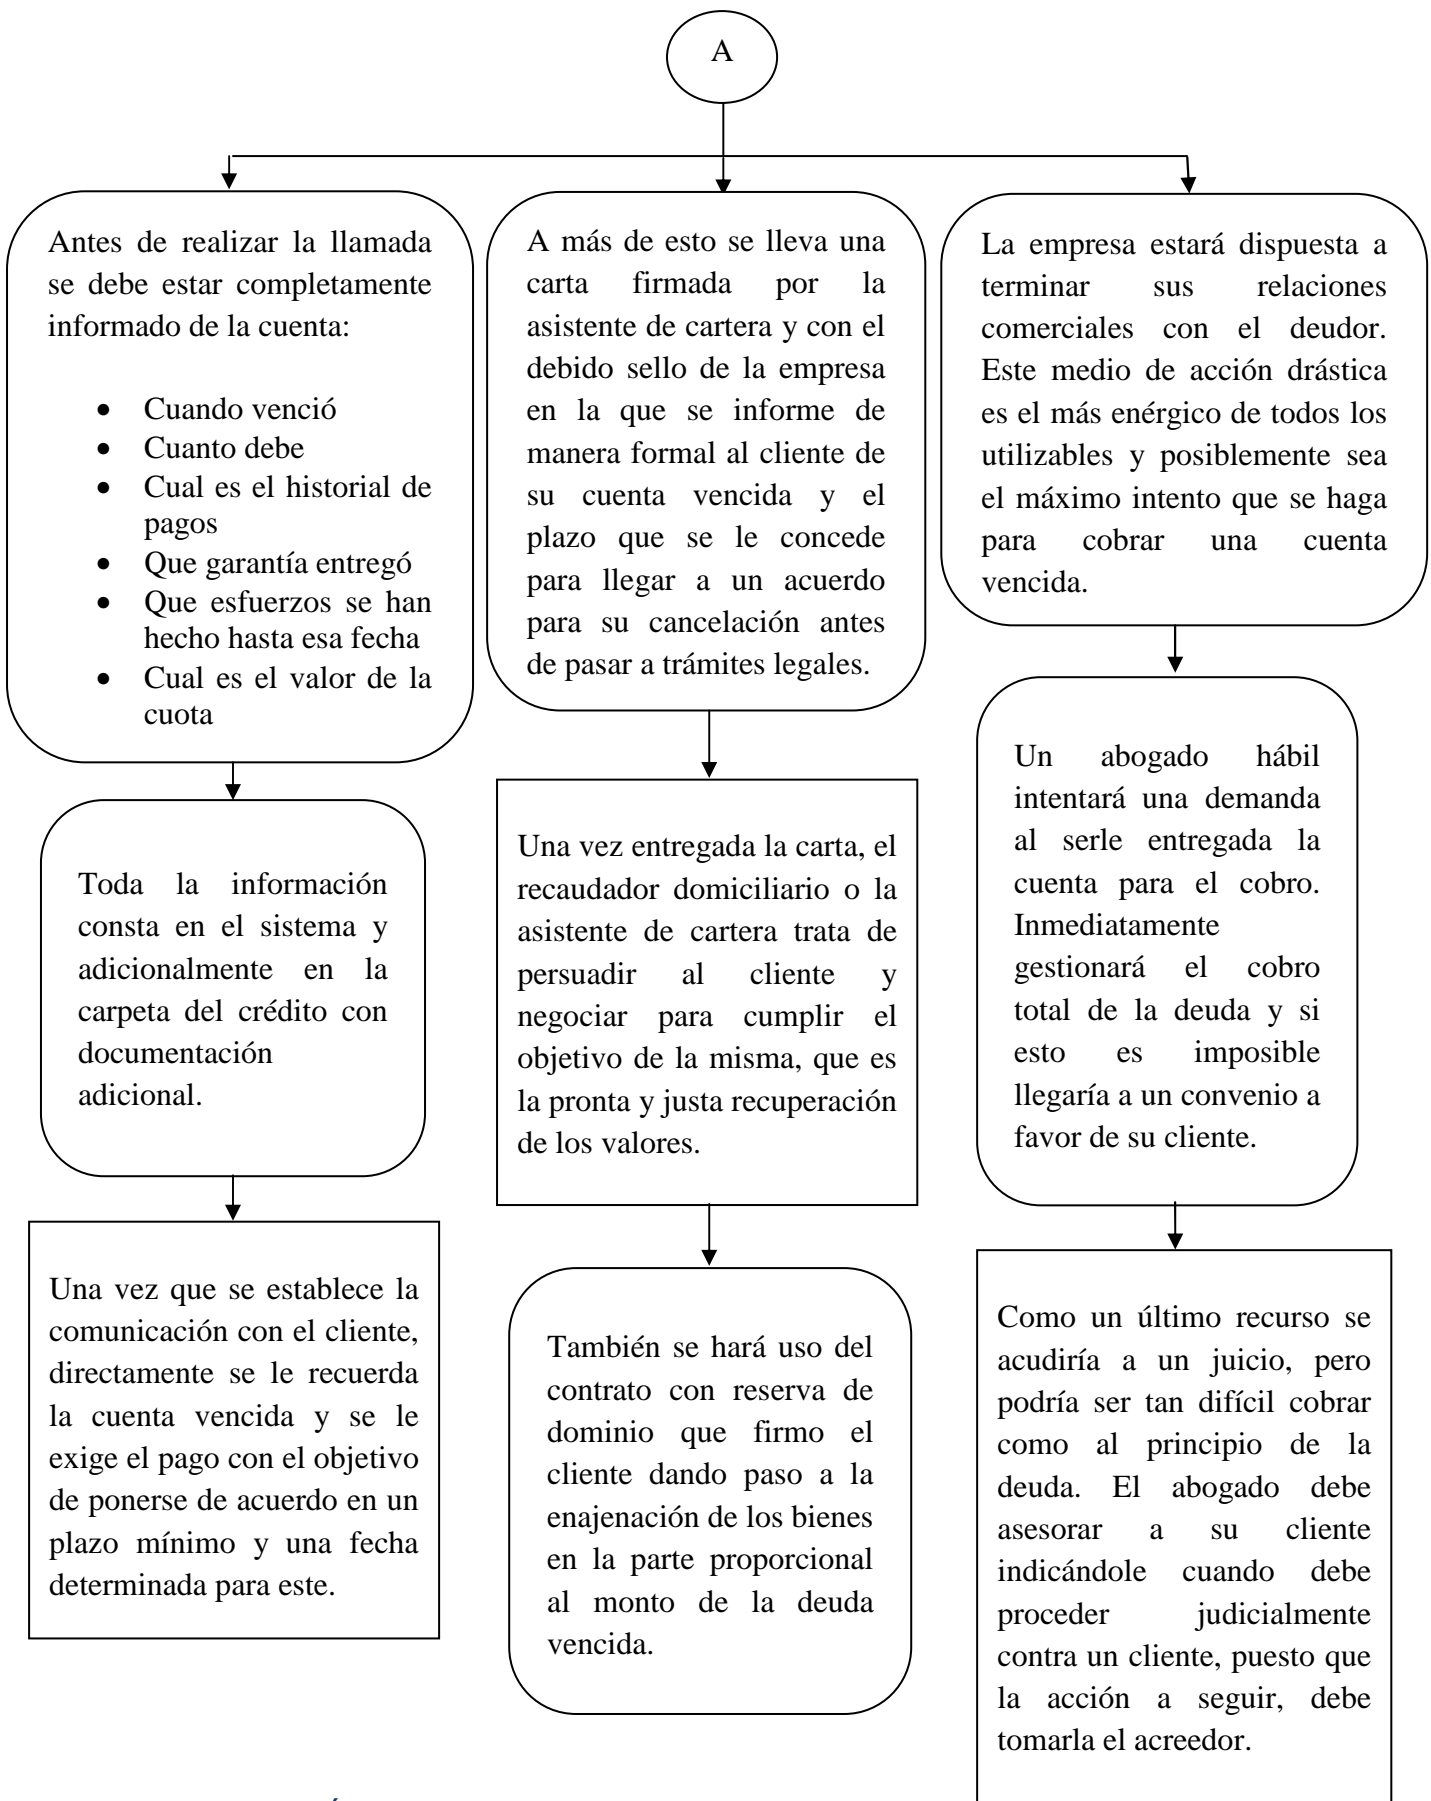 A
Antes de realizar la llamada
se debe estar completamente
informado de la cuenta:
• Cuando venció
• Cuanto debe
• Cual es el historial de
pagos
• Que garantía entregó
• Que esfuerzos se han
hecho hasta esa fecha
• Cual es el valor de la
cuota
Toda la información
consta en el sistema y
adicionalmente en la
carpeta del crédito con
documentación
adicional.
Una vez que se establece la
comunicación con el cliente,
directamente se le recuerda
la cuenta vencida y se le
exige el pago con el objetivo
de ponerse de acuerdo en un
plazo mínimo y una fecha
determinada para este.
A más de esto se lleva una
carta firmada por la
asistente de cartera y con el
debido sello de la empresa
en la que se informe de
manera formal al cliente de
su cuenta vencida y el
plazo que se le concede
para llegar a un acuerdo
para su cancelación antes
de pasar a trámites legales.
Una vez entregada la carta, el
recaudador domiciliario o la
asistente de cartera trata de
persuadir al cliente y
negociar para cumplir el
objetivo de la misma, que es
la pronta y justa recuperación
de los valores.
También se hará uso del
contrato con reserva de
dominio que firmo el
cliente dando paso a la
enajenación de los bienes
en la parte proporcional
al monto de la deuda
vencida.
La empresa estará dispuesta a
terminar sus relaciones
comerciales con el deudor.
Este medio de acción drástica
es el más enérgico de todos los
utilizables y posiblemente sea
el máximo intento que se haga
para cobrar una cuenta
vencida.
Un abogado hábil
intentará una demanda
al serle entregada la
cuenta para el cobro.
Inmediatamente
gestionará el cobro
total de la deuda y si
esto es imposible
llegaría a un convenio a
favor de su cliente.
Como un último recurso se
acudiría a un juicio, pero
podría ser tan difícil cobrar
como al principio de la
deuda. El abogado debe
asesorar a su cliente
indicándole cuando debe
proceder judicialmente
contra un cliente, puesto que
la acción a seguir, debe
tomarla el acreedor.